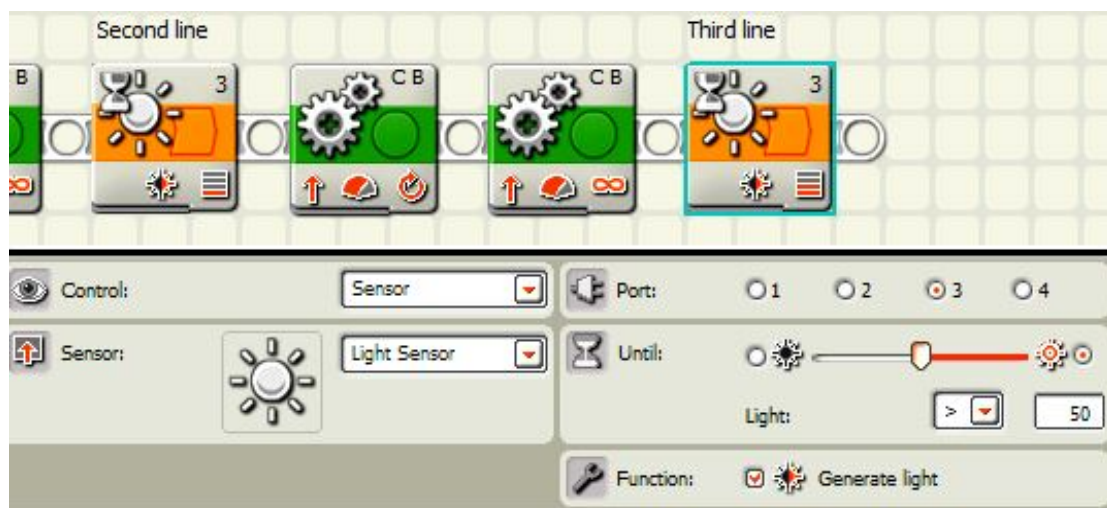 Second line Third line
B 3 C B C B 3
Control: Sensor Port: 1 2 3 4
Sensor: Light Sensor Until:
Light: > 50
Function: Generate light